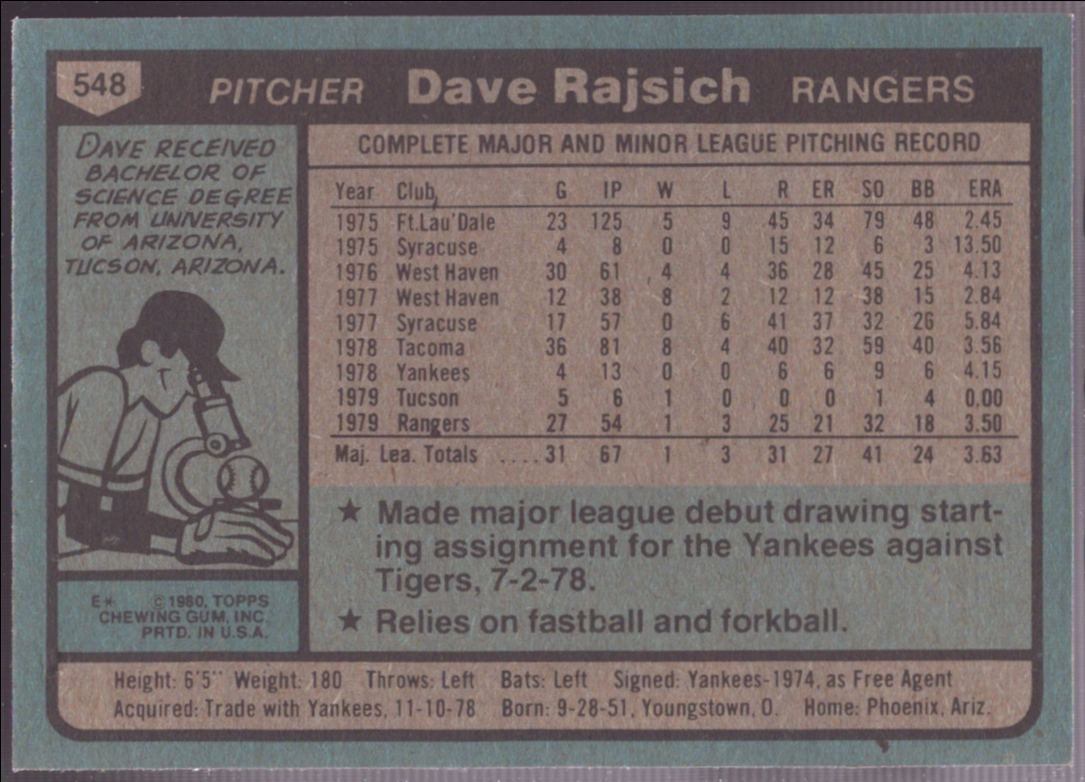 548 PITCHER Dave Rajsich RANGERS
DAVE RECEIVED
BACHELOR OF
SCIENCE DEGREE
FROM UNIVERSITY
OF ARIZONA,
TUCSON, ARIZONA.
E* ©1980, TOPPS
CHEWING GUM, INC.
PRTD. IN U.S.A.
COMPLETE MAJOR AND MINOR LEAGUE PITCHING RECORD
Year Club G IP W L R ER SO BB ERA
1975 Ft.Lau'Dale 23 125 5 9 45 34 79 48 2.45
1975 Syracuse 4 8 0 0 15 12 6 3 13.50
1976 West Haven 30 61 4 4 36 28 45 25 4.13
1977 West Haven 12 38 8 2 12 12 38 15 2.84
1977 Syracuse 17 57 0 6 41 37 32 26 5.84
1978 Tacoma 36 81 8 4 40 32 59 40 3.56
1978 Yankees 4 13 0 0 6 6 9 6 4.15
1979 Tucson 5 6 1 0 0 0 1 4 0.00
1979 Rangers 27 54 1 3 25 21 32 18 3.50
Maj. Lea. Totals ....31 67 1 3 31 27 41 24 3.63
★ Made major league debut drawing start-
ing assignment for the Yankees against
Tigers, 7-2-78.
★ Relies on fastball and forkball.
Height: 6'5" Weight: 180 Throws: Left Bats: Left Signed: Yankees-1974, as Free Agent
Acquired: Trade with Yankees, 11-10-78 Born: 9-28-51, Youngstown, O. Home: Phoenix, Ariz.